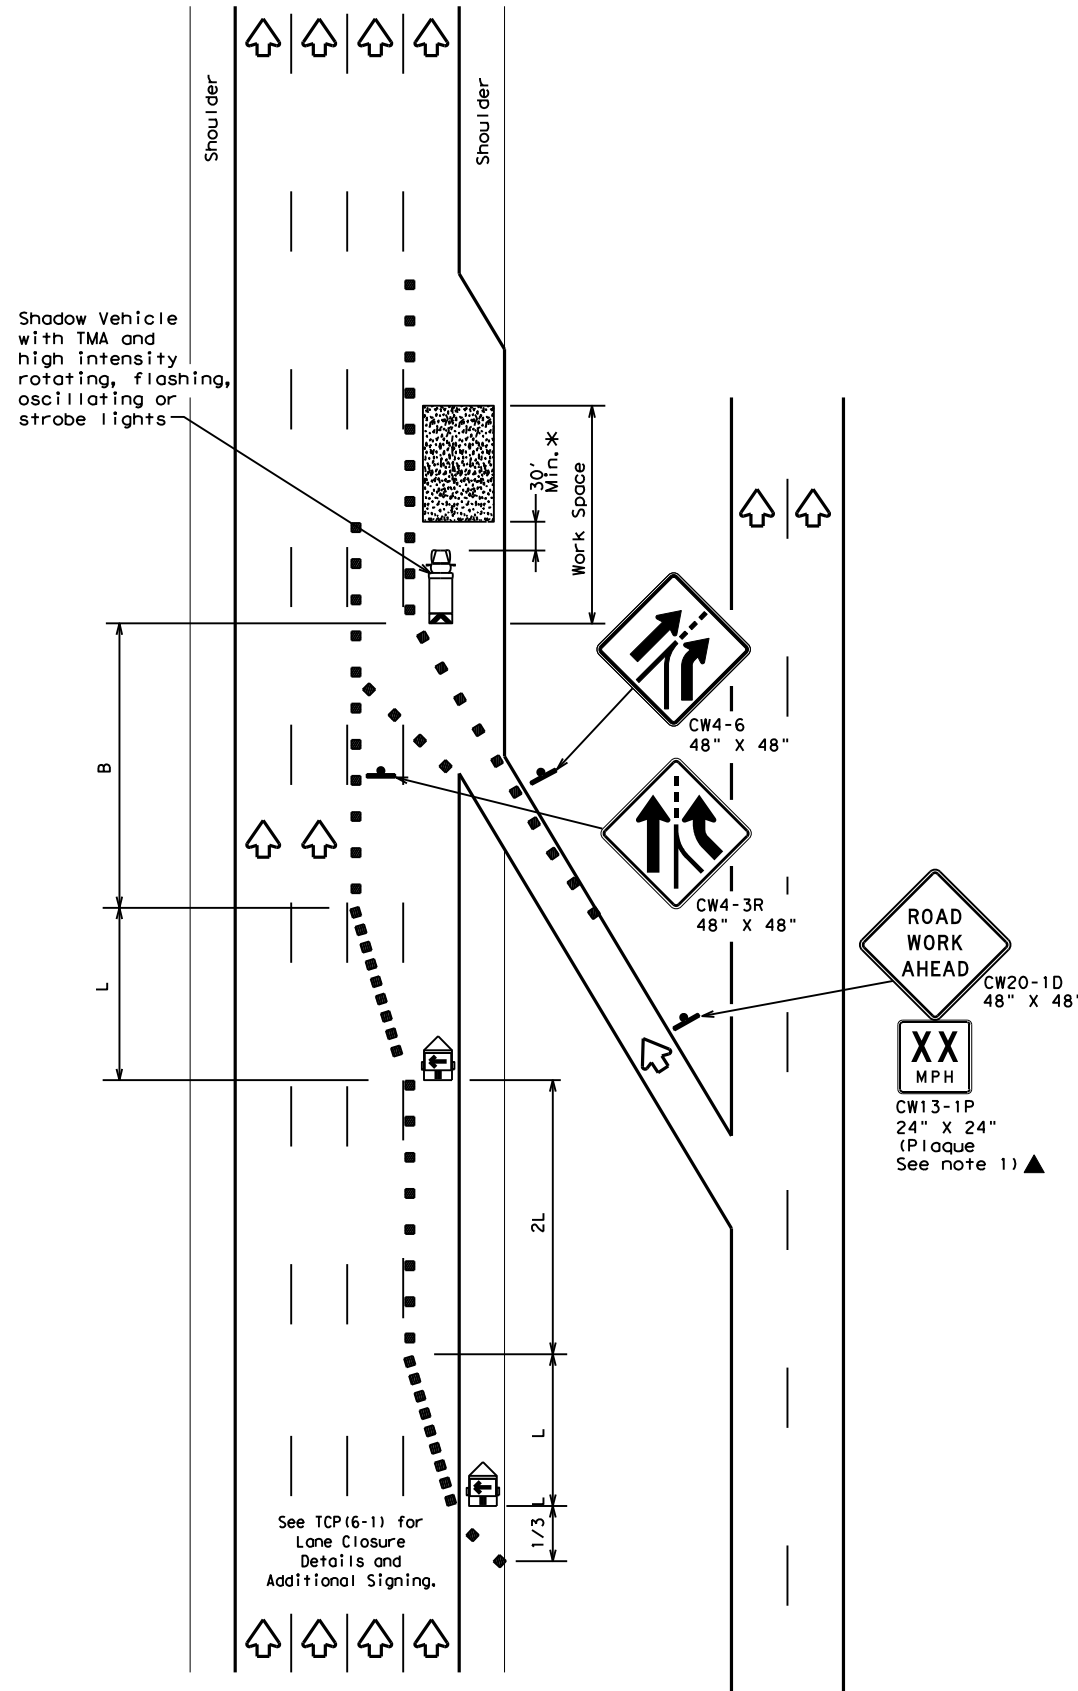 Shoulder
Shoulder
Shadow Vehicle
with TMA and
high intensity
rotating, flashing,
oscillating or
strobe lights
30'
Min.*
Work Space
CW4-6
48" X 48"
B
CW4-3R
48" X 48"
ROAD
WORK
AHEAD
CW20-1D
48" X 48"
L
XX
MPH
CW13-1P
24" X 24"
(Plaque
See note 1)▲
2L
L
1/3 L
See TCP(6-1) for
Lane Closure
Details and
Additional Signing.